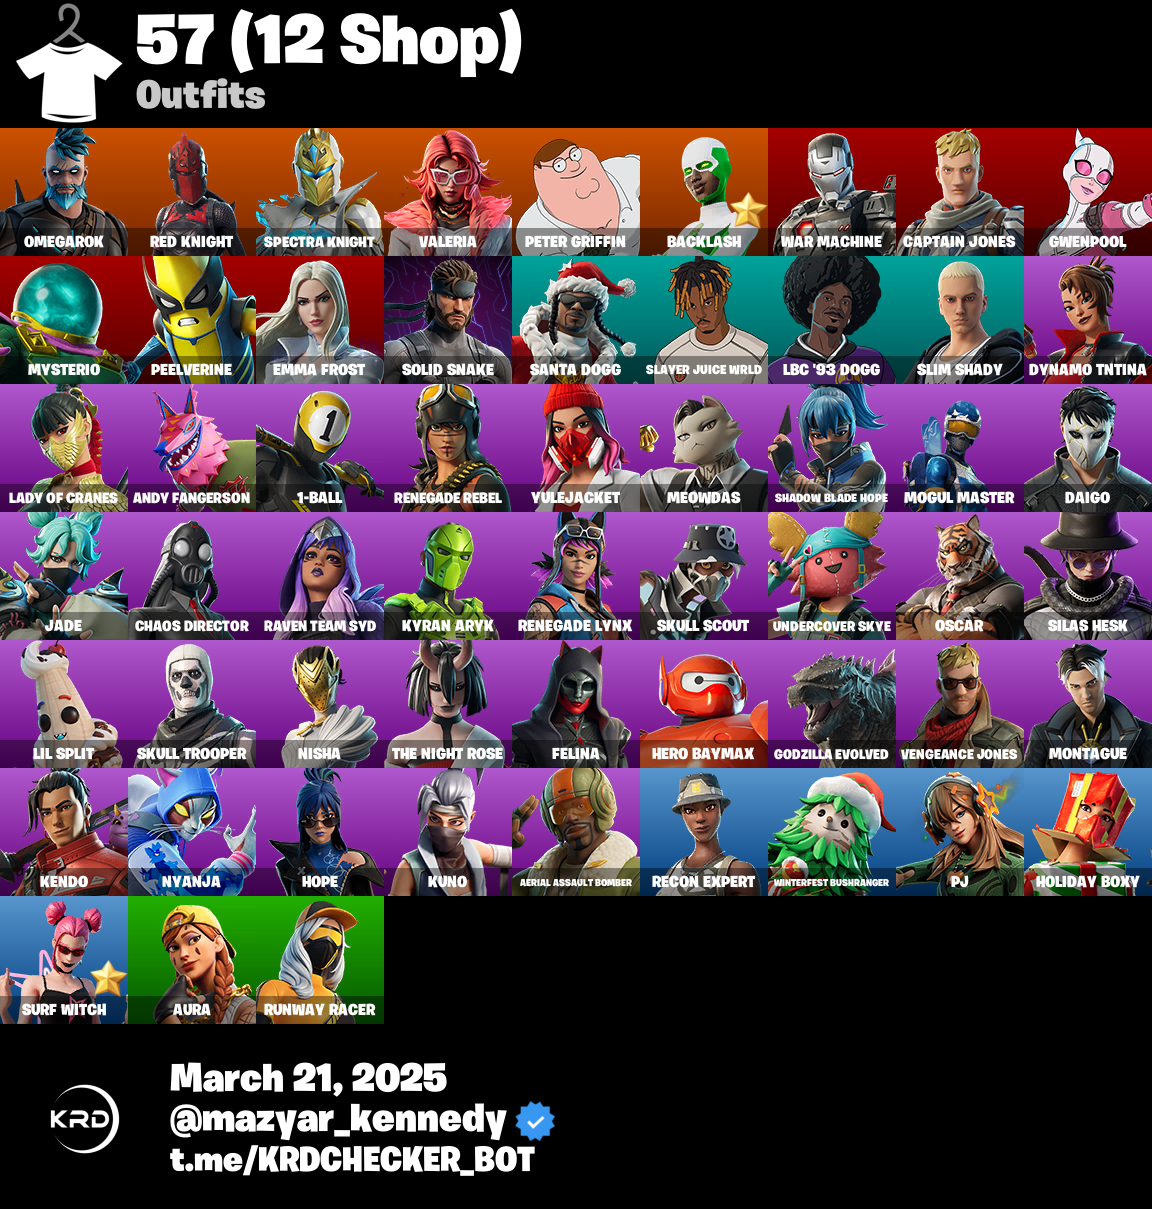 57 (12 Shop)
Outfits
OMEGAROK RED KNIGHT SPECTRA KNIGHT VALERIA PETER GRIFFIN BACKLASH WAR MACHINE CAPTAIN JONES GWENPOOL
MYSTERIO PEELVERINE EMMA FROST SOLID SNAKE SANTA DOGG SLAYER JUICE WRLD LBC '93 DOGG SLIM SHADY DYNAMO TNTINA
1
LADY OF CRANES ANDY FANGERSON 1-BALL RENEGADE REBEL YULEJACKET MEOWDAS SHADOW BLADE HOPE MOGUL MASTER DAIGO
JADE CHAOS DIRECTOR RAVEN TEAM SYD KYRAN ARYK RENEGADE LYNX SKULL SCOUT UNDERCOVER SKYE OSCAR SILAS HESK
LIL SPLIT SKULL TROOPER NISHA THE NIGHT ROSE FELINA HERO BAYMAX GODZILLA EVOLVED VENGEANCE JONES MONTAGUE
KENDO NYANJA HOPE KUNO AERIAL ASSAULT BOMBER RECON EXPERT WINTERFEST BUSHRANGER PJ HOLIDAY BOXY
SURF WITCH AURA RUNWAY RACER
March 21, 2025
KRD @mazyar_kennedy
t.me/KRDCHECKER_BOT